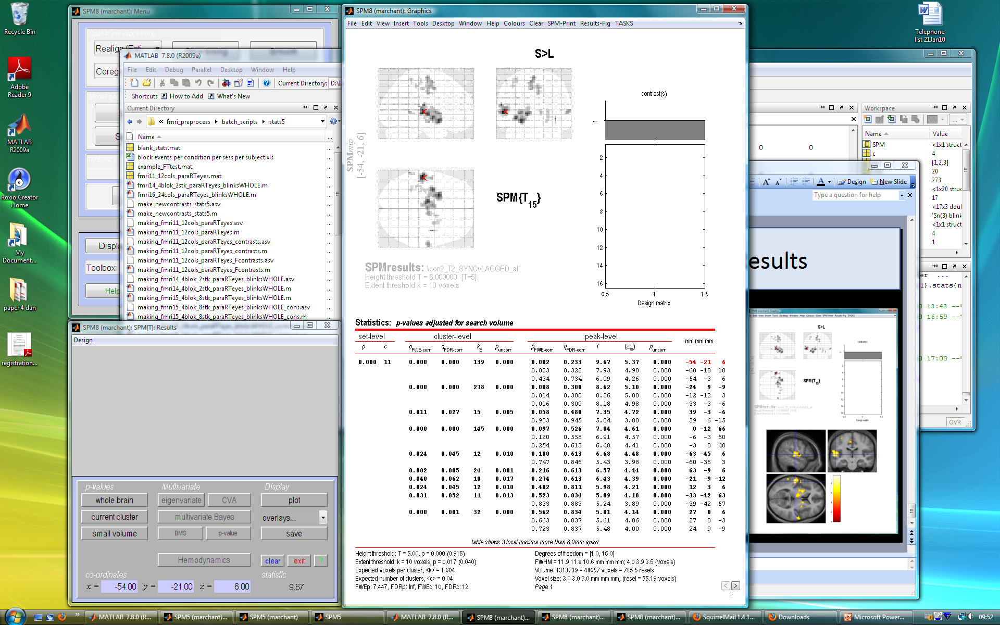 Recycle Bin
Adobe Reader 9
MATLAB R2009a
Roxio Creator Home
My Document...
paper 4 dan
registration...
Telephone list 21Jan10
SPM8 (marchant): Menu
Spatial pre-processing
Realign (Esti
Coreg
Display
Toolbox:
Help
MATLAB 7.8.0 (R2009a)
File Edit Debug Parallel Desktop Window Help
Current Directory: D:\I
Shortcuts How to Add What's New
Current Directory
« fmri_preprocess batch_scripts stats5
Name
blank_stats.mat
block events per condition per sess per subject.xls
example_FTtest.mat
fmri11_12cols_paraRTeyes.mat
fmri14_4blok_2stk_paraRTeyes_blinksWHOLE.m
fmri16_24cols_paraRTeyes_blinksWHOLE.m
make_newcontrasts_stats5.asv
make_newcontrasts_stats5.m
making_fmri11_12cols_paraRTeyes.asv
making_fmri11_12cols_paraRTeyes.m
making_fmri11_12cols_paraRTeyes_contrasts.asv
making_fmri11_12cols_paraRTeyes_contrasts.m
making_fmri11_12cols_paraRTeyes_Fcontrasts.asv
making_fmri11_12cols_paraRTeyes_Fcontrasts.m
making_fmri14_4blok_2stk_paraRTeyes_blinksWHOLE.asv
making_fmri14_4blok_2stk_paraRTeyes_blinksWHOLE.m
making_fmri15_4blok_8stk_paraRTeyes_blinksWHOLE.m
making_fmri15_4blok_8stk_paraRTeyes_blinksWHOLE_cons.asv
making_fmri15_4blok_8stk_paraRTeyes_blinksWHOLE_cons.m
SPM8 (marchant): SPM{T}: Results
Design
p-values Multivariate Display
whole brain eigenvariate CVA plot
current cluster multivariate Bayes overlays...
small volume BMS p-value save
Hemodynamics clear exit ?
co-ordinates statistic
x = -54.00 y = -21.00 z = 6.00 9.67
SPM8 (marchant): Graphics
File Edit View Insert Tools Desktop Window Help Colours Clear SPM-Print Results-Fig TASKS
S>L
SPMmip
[-54, -21, 6]
SPM{T15}
contrast(s)
1
2
4
6
8
10
12
14
16
0.5 1 1.5
Design matrix
SPMresults: .\con2_T2_SYNCvLAGGED_all
Height threshold T = 5.000000 {T=5}
Extent threshold k = 10 voxels
Statistics: p-values adjusted for search volume
set-level cluster-level peak-level mm mm mm
p c pFWE-corr qFDR-corr kE puncorr pFWE-corr qFDR-corr T (Z≡) puncorr
0.000 11 0.000 0.000 139 0.000 0.002 0.233 9.67 5.37 0.000 -54 -21 6
0.023 0.322 7.93 4.90 0.000 -60 -18 18
0.434 0.734 6.09 4.26 0.000 -54 -3 6
0.000 0.000 278 0.000 0.008 0.300 8.62 5.10 0.000 -24 9 -9
0.014 0.300 8.26 5.00 0.000 -12 -12 3
0.016 0.300 8.18 4.98 0.000 -33 -3 -6
0.011 0.027 15 0.005 0.058 0.480 7.35 4.72 0.000 39 -3 -6
0.903 0.945 5.04 3.80 0.000 39 6 -15
0.000 0.000 145 0.000 0.097 0.526 7.04 4.61 0.000 0 -12 66
0.120 0.558 6.91 4.57 0.000 -6 -3 60
0.254 0.613 6.48 4.41 0.000 -3 0 48
0.024 0.045 12 0.010 0.180 0.613 6.68 4.48 0.000 -63 -45 6
0.747 0.846 5.43 3.98 0.000 -60 -36 3
0.002 0.005 24 0.001 0.216 0.613 6.57 4.44 0.000 63 -9 6
0.040 0.062 10 0.017 0.274 0.613 6.43 4.39 0.000 -21 -9 -12
0.024 0.045 12 0.010 0.482 0.811 5.98 4.21 0.000 12 3 6
0.031 0.052 11 0.013 0.523 0.834 5.89 4.18 0.000 -33 -42 63
0.833 0.883 5.24 3.89 0.000 -39 -42 57
0.000 0.001 32 0.000 0.562 0.834 5.81 4.14 0.000 27 0 6
0.663 0.837 5.61 4.06 0.000 27 0 -3
0.723 0.837 5.48 4.00 0.000 24 9 -9
table shows 3 local maxima more than 8.0mm apart
Height threshold: T = 5.00, p = 0.000 (0.915)
Extent threshold: k = 10 voxels, p = 0.017 (0.040)
Expected voxels per cluster, <k> = 1.604
Expected number of clusters, <c> = 0.04
FWEp: 7.447, FDRp: Inf, FWEc: 10, FDRc: 12
Degrees of freedom = [1.0, 15.0]
FWHM = 11.9 11.8 10.6 mm mm mm; 4.0 3.9 3.5 {voxels}
Volume: 1313739 = 48657 voxels = 785.5 resels
Voxel size: 3.0 3.0 3.0 mm mm mm; (resel = 55.19 voxels)
Page 1
< >
1
0 0
Workspace
Name Value
SPM <1x1 struct
c 4
[1,2,3]
20
273
<1x20 struc
17
<17x3 doul
'Sn(3) blink
<1x1 struct
4
1
Design New Slide
Type a question for help
esults
1}.stats{n
13:43 --%
16:59 --
17:08 --%
OVR
S>L
contrast(s)
SPM{T15}
SPMresults: .\con2_T2_SYNCvLAGGED_all
Design matrix
MATLAB 7.8.0 (R... SPM5 (marchant)... SPM5 (marchant) SPM5 MATLAB 7.8.0 (R... SPM8 (marchant)... SPM8 (marchant)... SPM8 (marchant)... SquirrelMail 1.4.1... Downloads Microsoft Power... 09:52